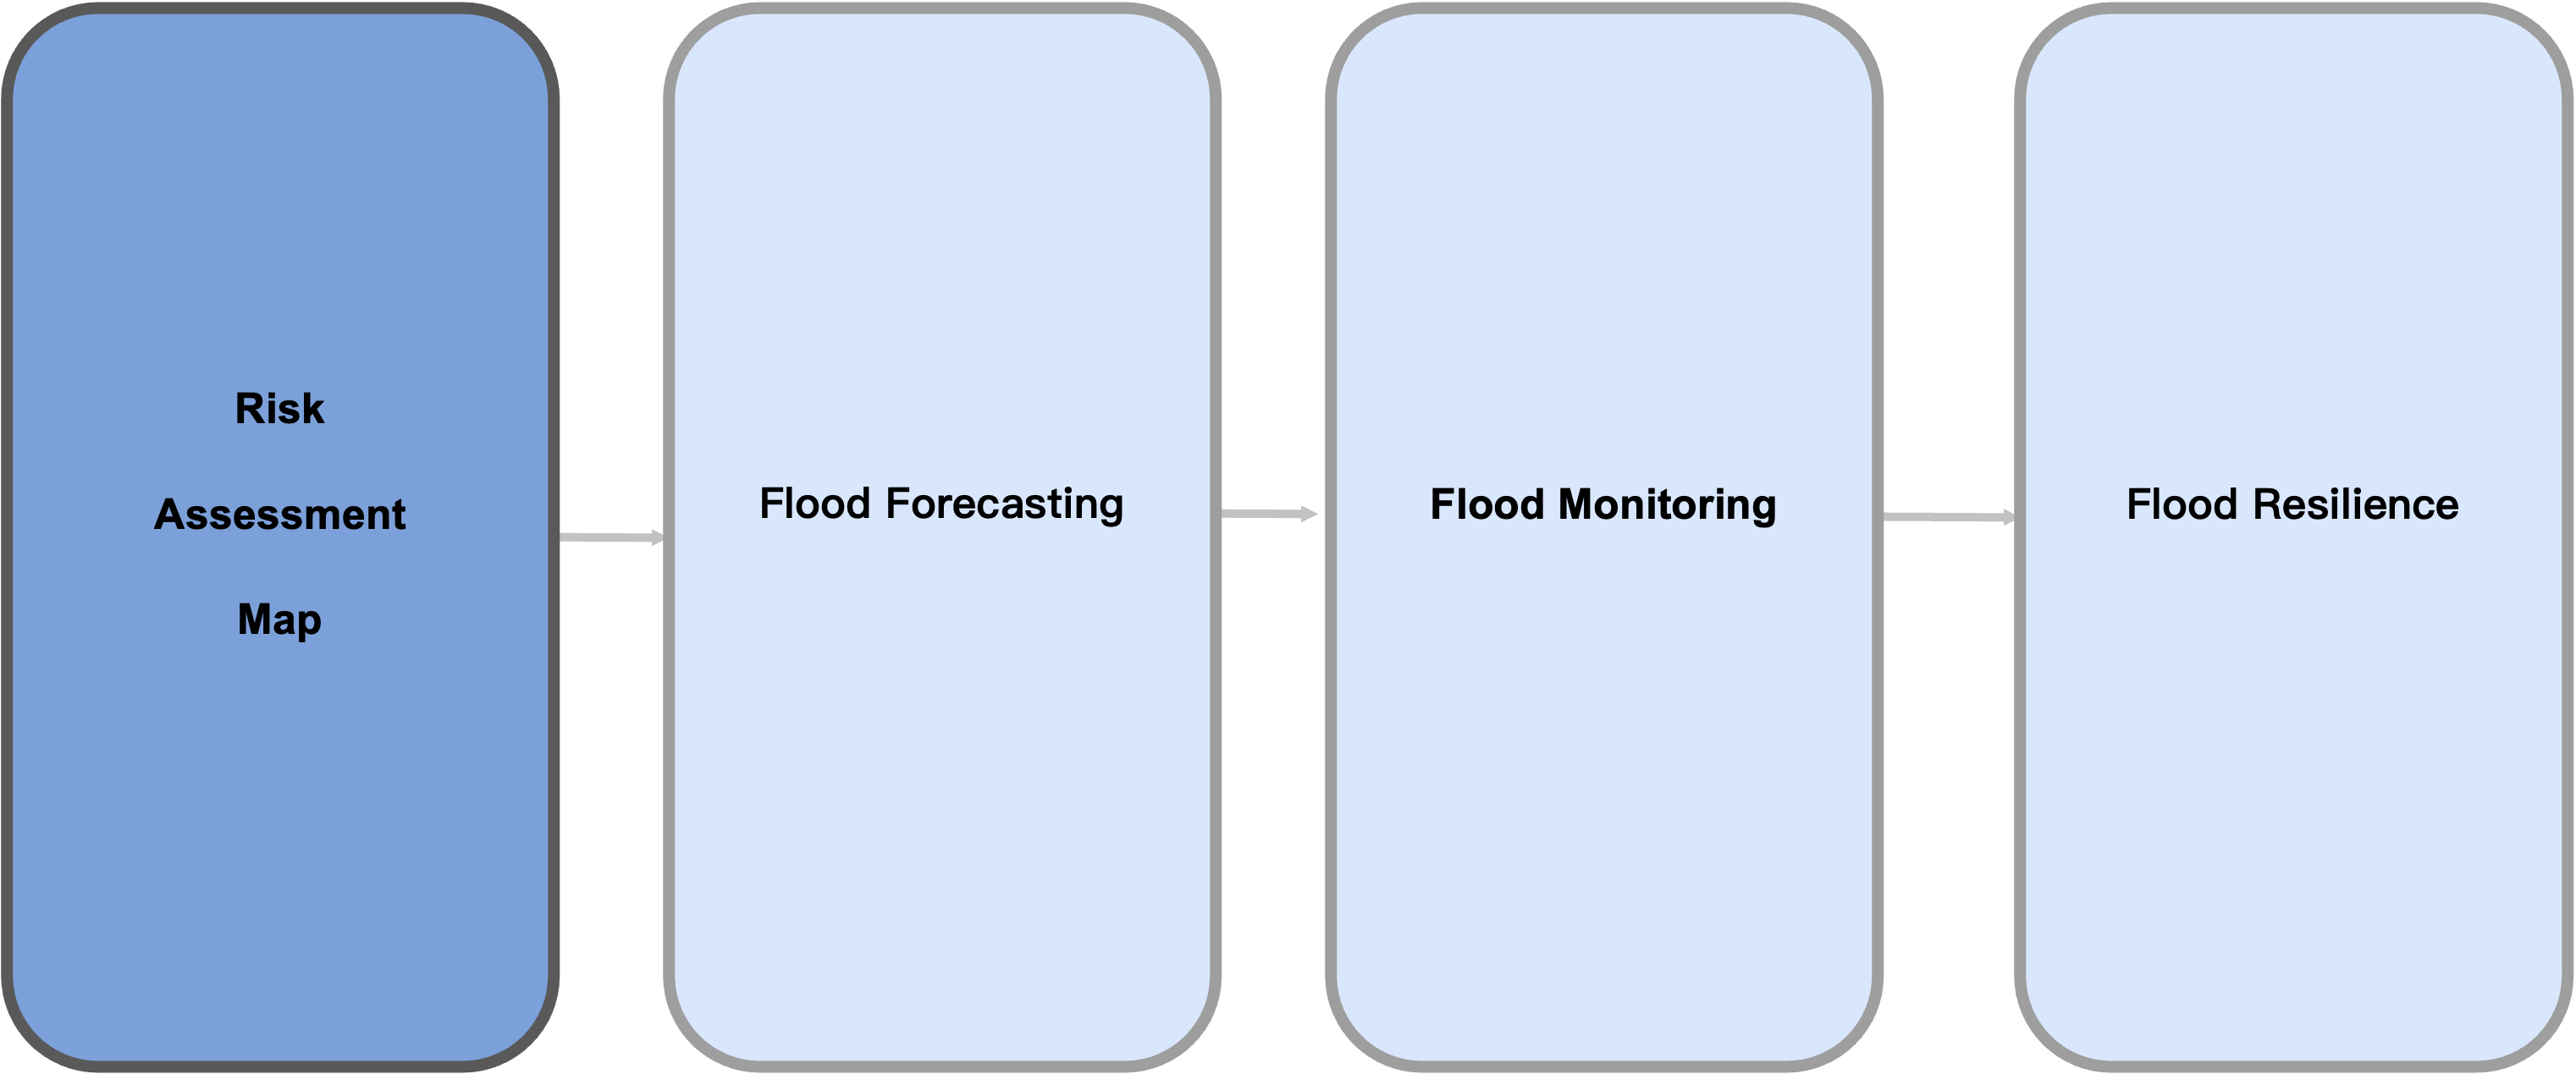 Risk
Assessment
Map
Flood Forecasting
Flood Monitoring
Flood Resilience